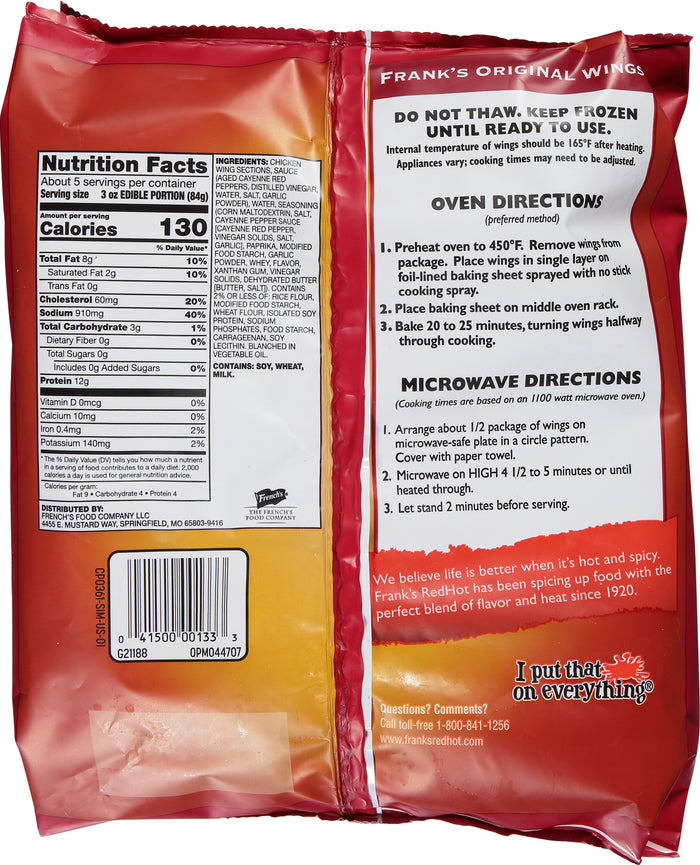 Nutrition Facts
About 5 servings per container
Serving size 3 oz EDIBLE PORTION (84g)
Amount per serving
Calories 130
% Daily Value*
Total Fat 8g 10%
Saturated Fat 2g 10%
Trans Fat 0g
Cholesterol 60mg 20%
Sodium 910mg 40%
Total Carbohydrate 3g 1%
Dietary Fiber 0g 0%
Total Sugars 0g
Includes 0g Added Sugars 0%
Protein 12g
Vitamin D 0mcg 0%
Calcium 10mg 0%
Iron 0.4mg 2%
Potassium 140mg 2%
*The % Daily Value (DV) tells you how much a nutrient
in a serving of food contributes to a daily diet. 2,000
calories a day is used for general nutrition advice.
Calories per gram:
Fat 9 • Carbohydrate 4 • Protein 4
INGREDIENTS: CHICKEN
WING SECTIONS, SAUCE
(AGED CAYENNE RED
PEPPERS, DISTILLED VINEGAR,
WATER, SALT, GARLIC
POWDER), WATER, SEASONING
(CORN MALTODEXTRIN, SALT,
CAYENNE PEPPER SAUCE
[CAYENNE RED PEPPER,
VINEGAR SOLIDS, SALT,
GARLIC], PAPRIKA, MODIFIED
FOOD STARCH, GARLIC
POWDER, WHEY, FLAVOR,
XANTHAN GUM, VINEGAR
SOLIDS, DEHYDRATED BUTTER
[BUTTER, SALT]). CONTAINS
2% OR LESS OF: RICE FLOUR,
MODIFIED FOOD STARCH,
WHEAT FLOUR, ISOLATED SOY
PROTEIN, SODIUM
PHOSPHATES, FOOD STARCH,
CARRAGEENAN, SOY
LECITHIN. BLANCHED IN
VEGETABLE OIL.
CONTAINS: SOY, WHEAT,
MILK.
French's
THE FRENCH'S
FOOD COMPANY
DISTRIBUTED BY:
FRENCH'S FOOD COMPANY LLC
4455 E. MUSTARD WAY, SPRINGFIELD, MO 65803-9416
CP0361-SIM-US-01
0 41500 00133 3
G21188 0PM044707
FRANK'S ORIGINAL WINGS
DO NOT THAW. KEEP FROZEN
UNTIL READY TO USE.
Internal temperature of wings should be 165°F after heating.
Appliances vary; cooking times may need to be adjusted.
OVEN DIRECTIONS
(preferred method)
1. Preheat oven to 450°F. Remove wings from
package. Place wings in single layer on
foil-lined baking sheet sprayed with no stick
cooking spray.
2. Place baking sheet on middle oven rack.
3. Bake 20 to 25 minutes, turning wings halfway
through cooking.
MICROWAVE DIRECTIONS
(Cooking times are based on an 1100 watt microwave oven.)
1. Arrange about 1/2 package of wings on
microwave-safe plate in a circle pattern.
Cover with paper towel.
2. Microwave on HIGH 4 1/2 to 5 minutes or until
heated through.
3. Let stand 2 minutes before serving.
We believe life is better when it's hot and spicy.
Frank's RedHot has been spicing up food with the
perfect blend of flavor and heat since 1920.
I put that
on everything®
Questions? Comments?
Call toll-free 1-800-841-1256
www.franksredhot.com